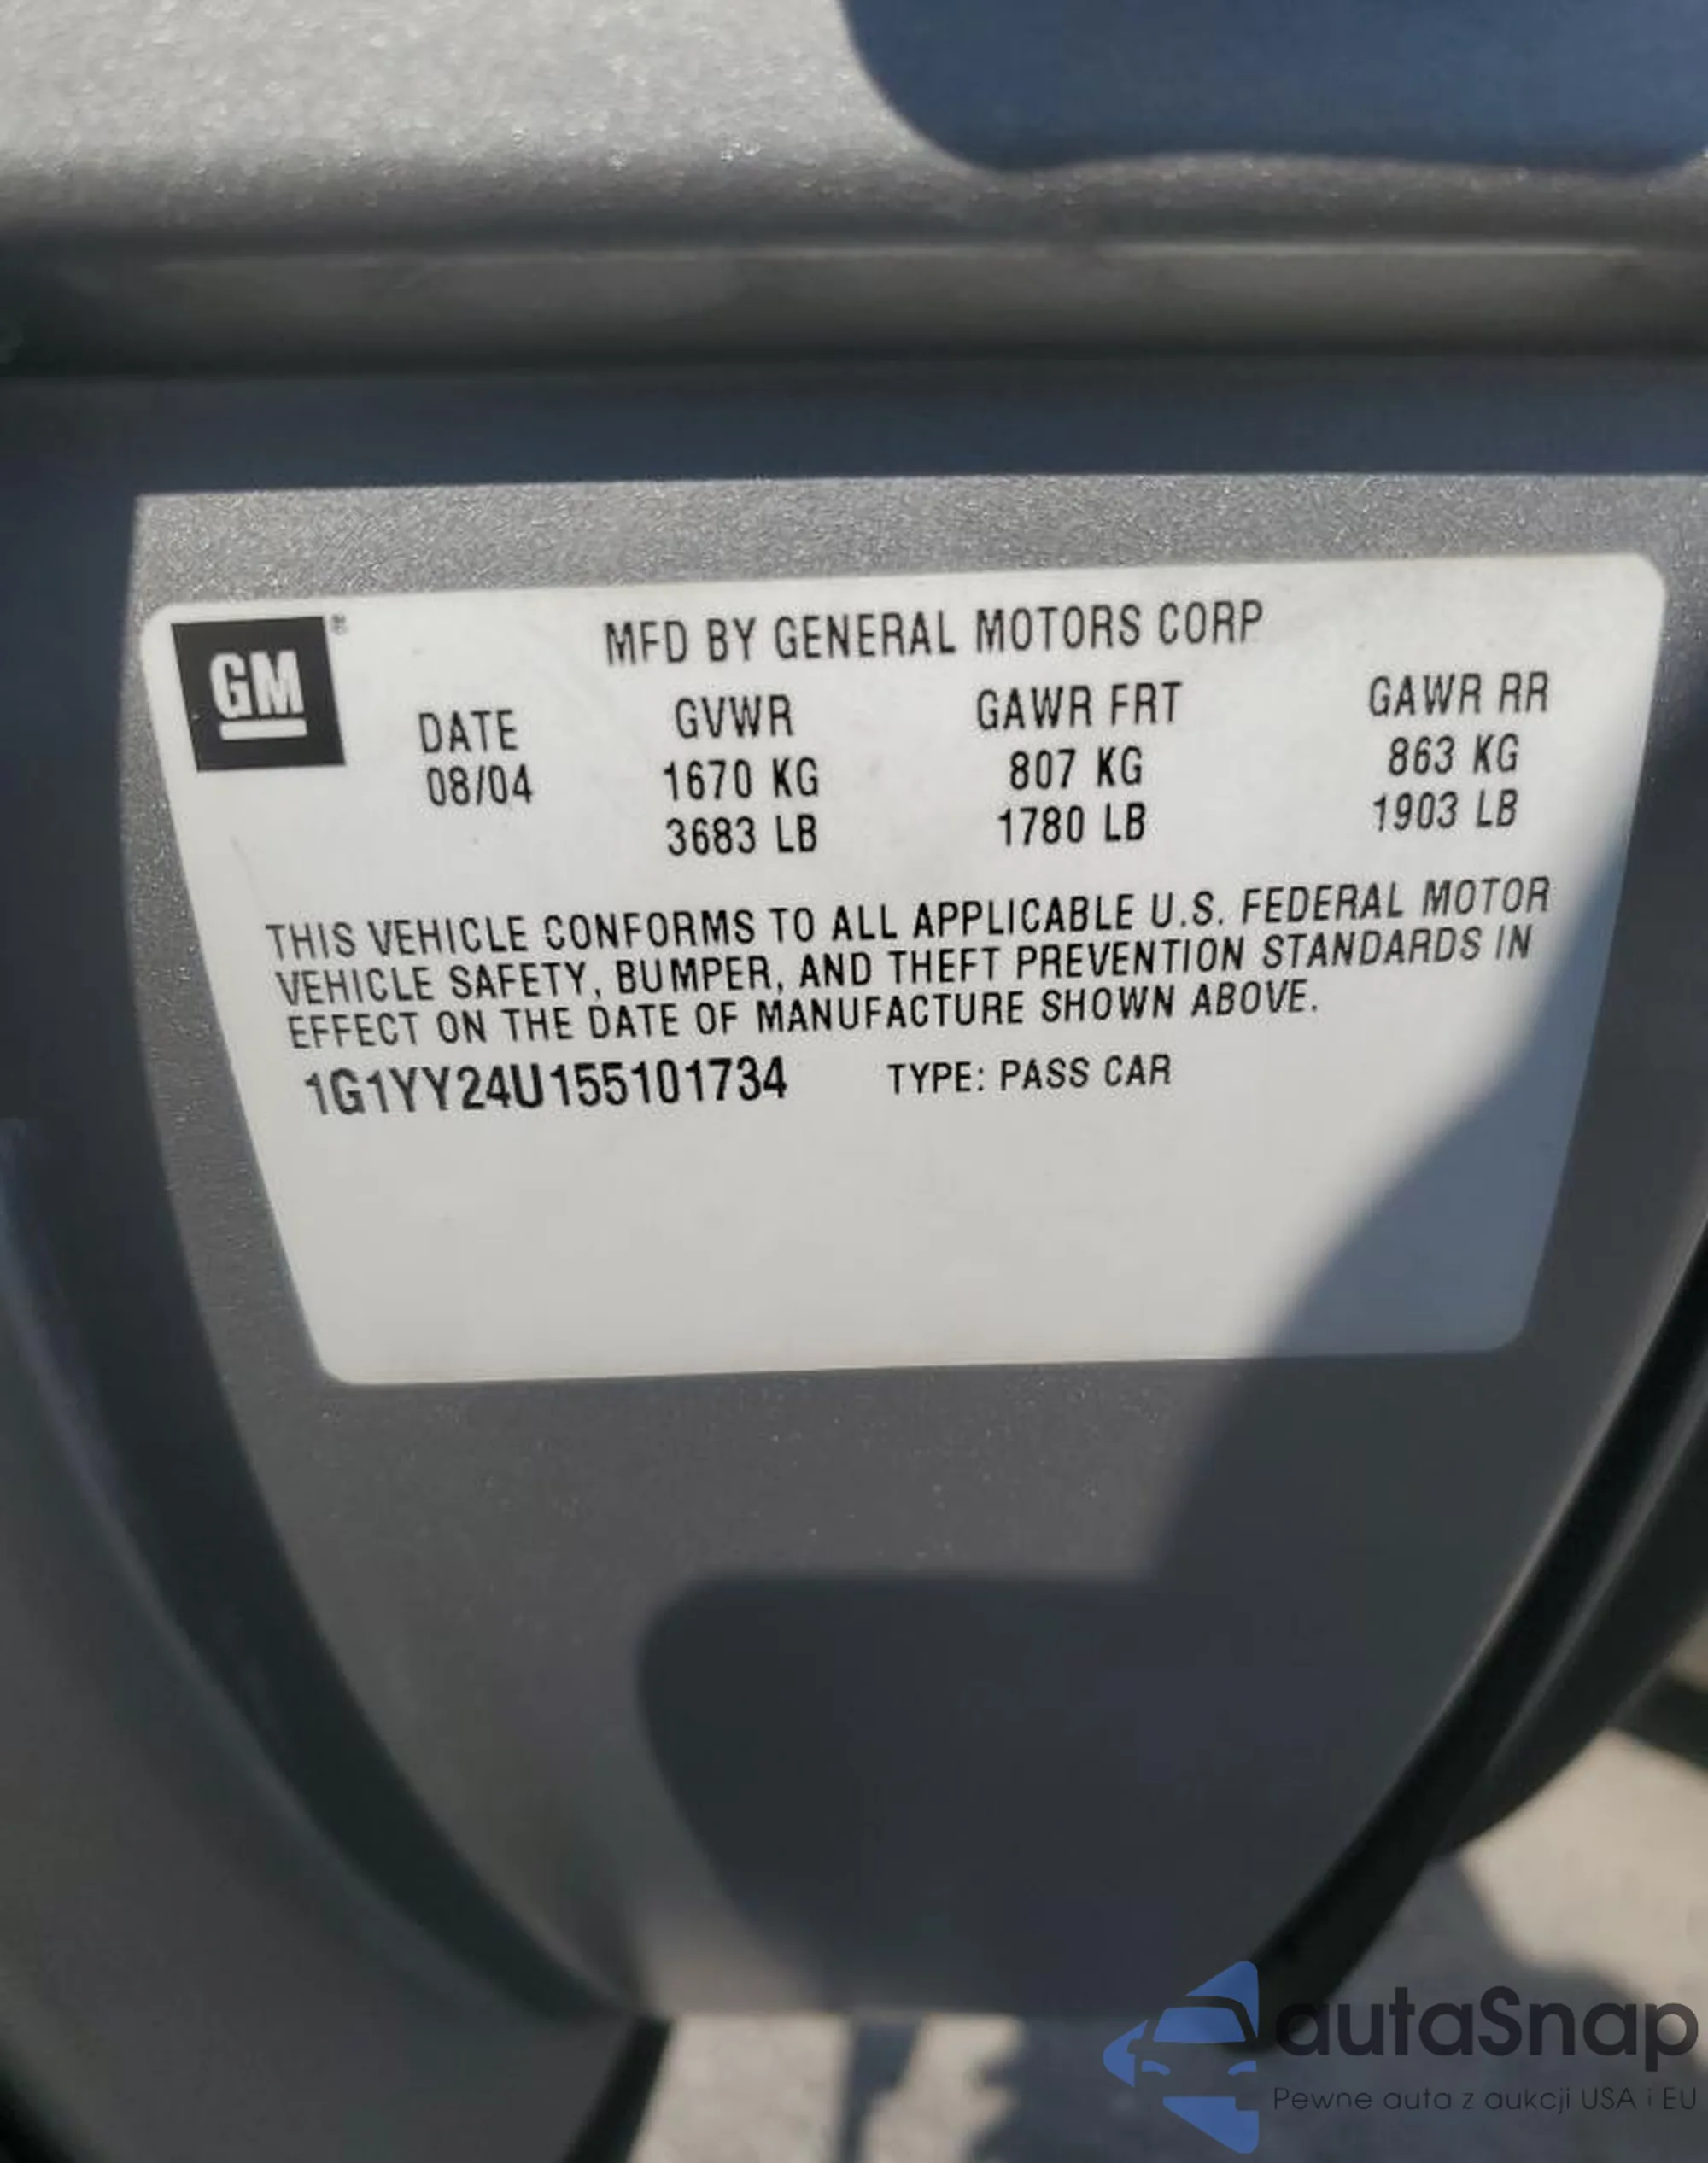 GM ®
MFD BY GENERAL MOTORS CORP
DATE GVWR GAWR FRT GAWR RR
08/04 1670 KG 807 KG 863 KG
3683 LB 1780 LB 1903 LB
THIS VEHICLE CONFORMS TO ALL APPLICABLE U.S. FEDERAL MOTOR
VEHICLE SAFETY, BUMPER, AND THEFT PREVENTION STANDARDS IN
EFFECT ON THE DATE OF MANUFACTURE SHOWN ABOVE.
1G1YY24U155101734 TYPE: PASS CAR
autaSnap
Pewne auta z aukcji USA i EU